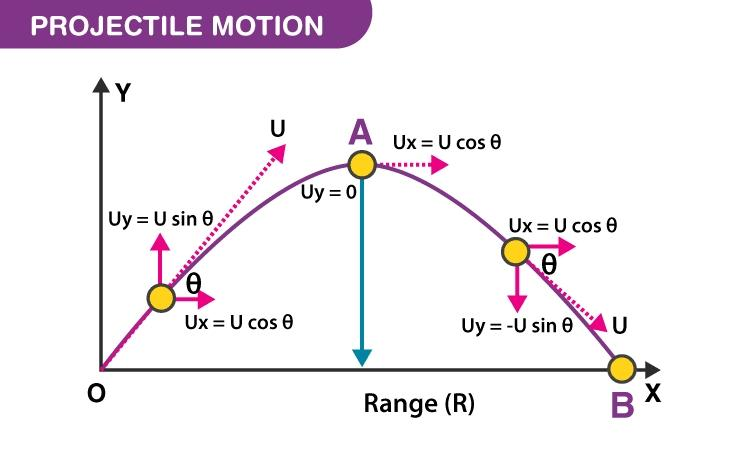 PROJECTILE MOTION
Y
U
A
Ux = U cos θ
Uy = 0
Uy = U sin θ
θ
Ux = U cos θ
Ux = U cos θ
θ
Uy = -U sin θ
U
O
Range (R)
B
X